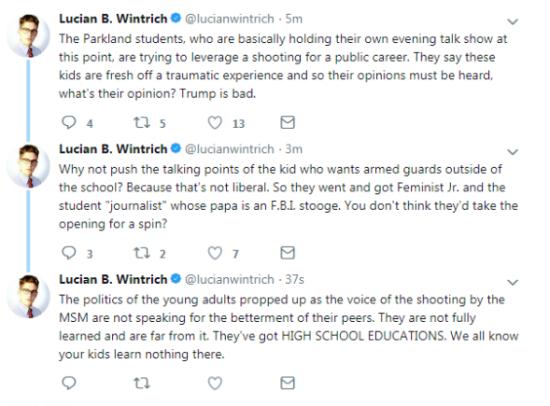 Lucian B. Wintrich @lucianwintrich · 5m
The Parkland students, who are basically holding their own evening talk show at
this point, are trying to leverage a shooting for a public career. They say these
kids are fresh off a traumatic experience and so their opinions must be heard,
what's their opinion? Trump is bad.
4 5 13
Lucian B. Wintrich @lucianwintrich · 3m
Why not push the talking points of the kid who wants armed guards outside of
the school? Because that's not liberal. So they went and got Feminist Jr. and the
student "journalist" whose papa is an F.B.I. stooge. You don't think they'd take the
opening for a spin?
3 2 7
Lucian B. Wintrich @lucianwintrich · 37s
The politics of the young adults propped up as the voice of the shooting by the
MSM are not speaking for the betterment of their peers. They are not fully
learned and are far from it. They've got HIGH SCHOOL EDUCATIONS. We all know
your kids learn nothing there.